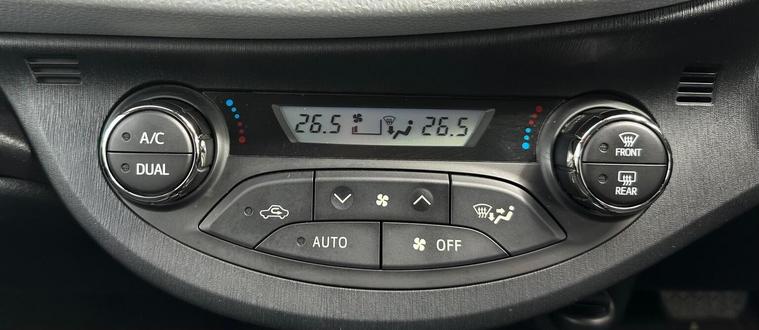 A/C
DUAL
26.5 26.5
FRONT
REAR
AUTO
OFF